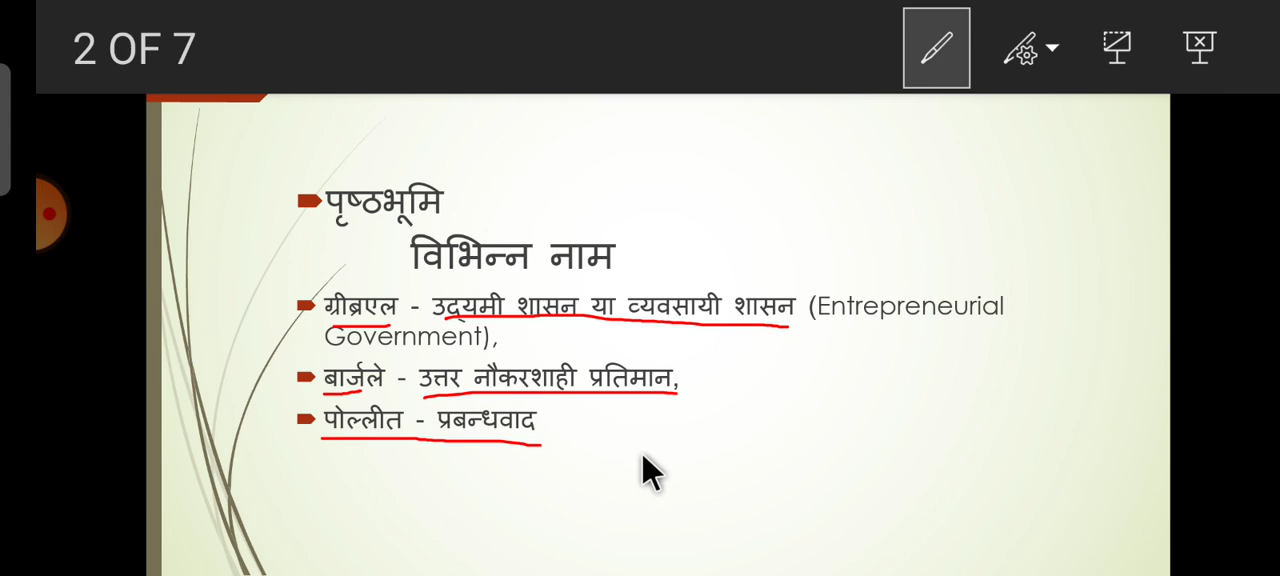 2 OF 7
पृष्ठभूमि
विभिन्न नाम
ग्रीब्रएल - उद्यमी शासन या व्यवसायी शासन (Entrepreneurial
Government),
बार्जले - उत्तर नौकरशाही प्रतिमान,
पोल्लीत - प्रबन्धवाद